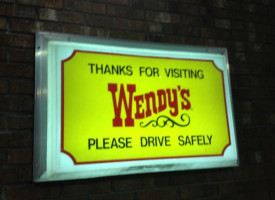 THANKS FOR VISITING
WENDY'S
PLEASE DRIVE SAFELY